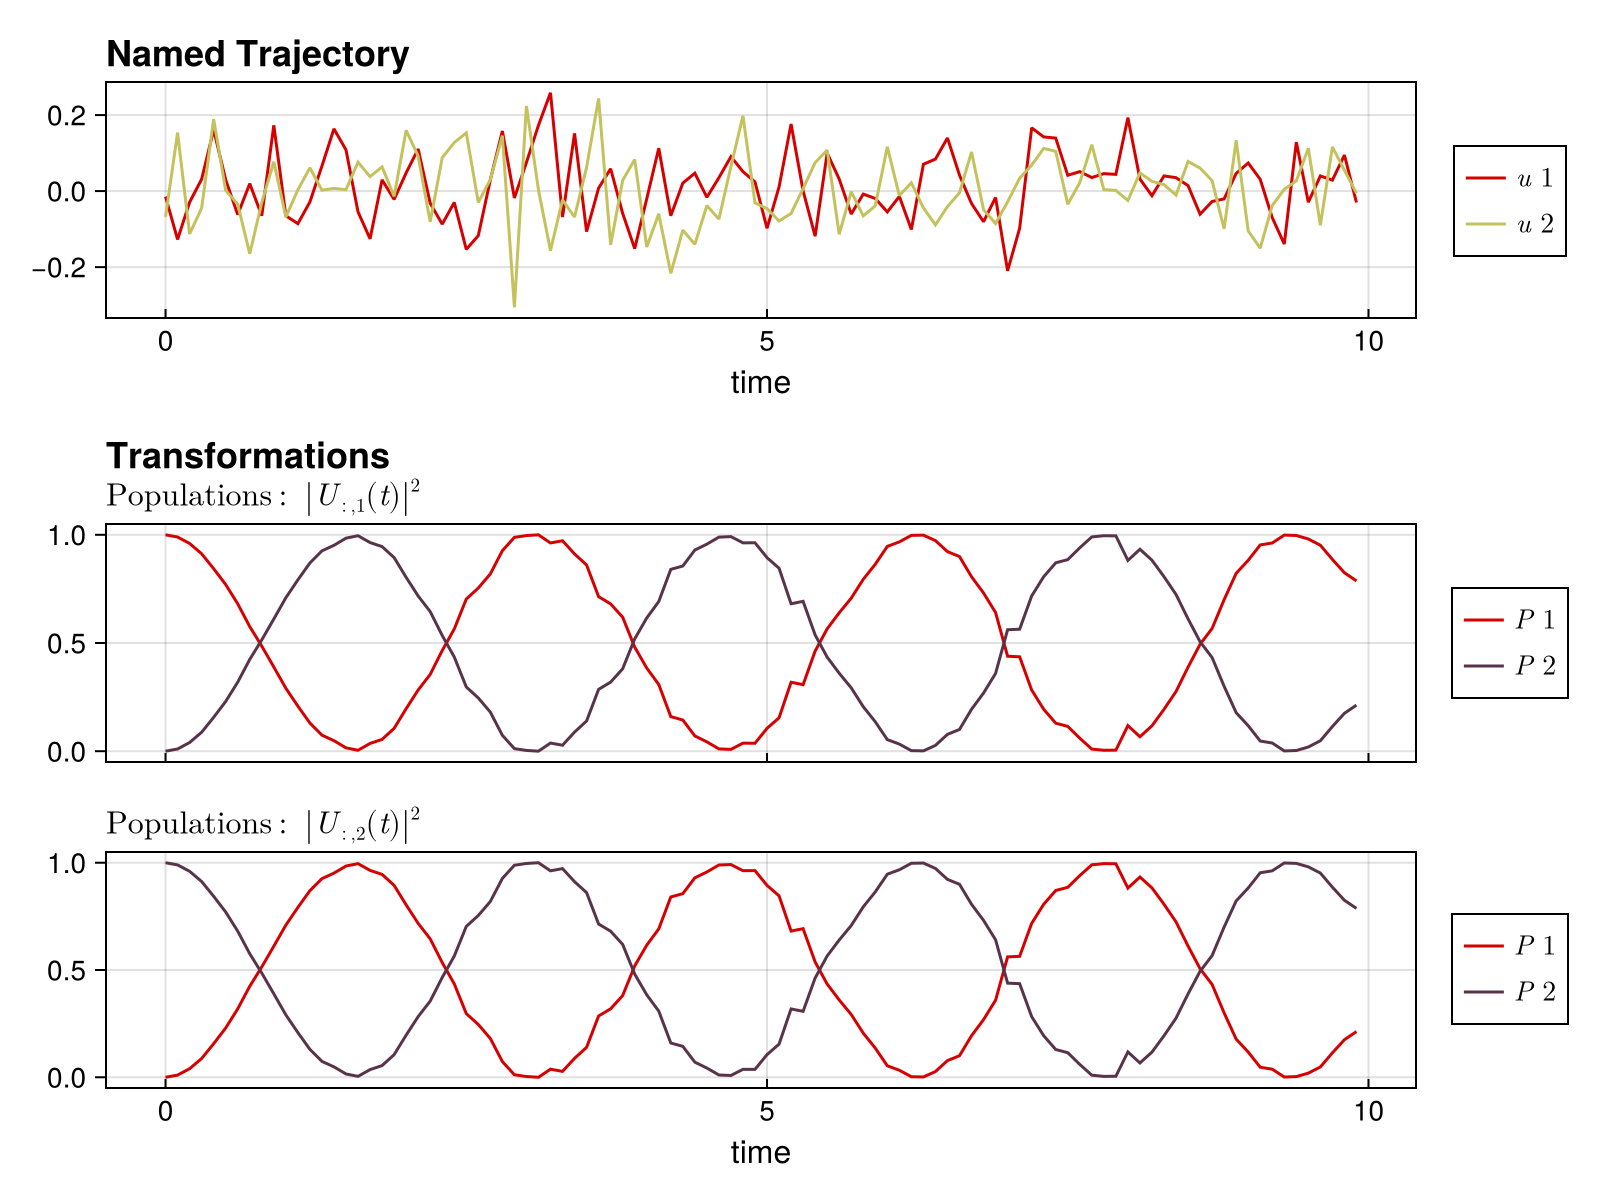 Named Trajectory
0.2
0.0
−0.2
0 5 10
time
u 1
u 2
Transformations
Populations: |U:,1(t)|²
1.0
0.5
0.0
P 1
P 2
Populations: |U:,2(t)|²
1.0
0.5
0.0
0 5 10
time
P 1
P 2